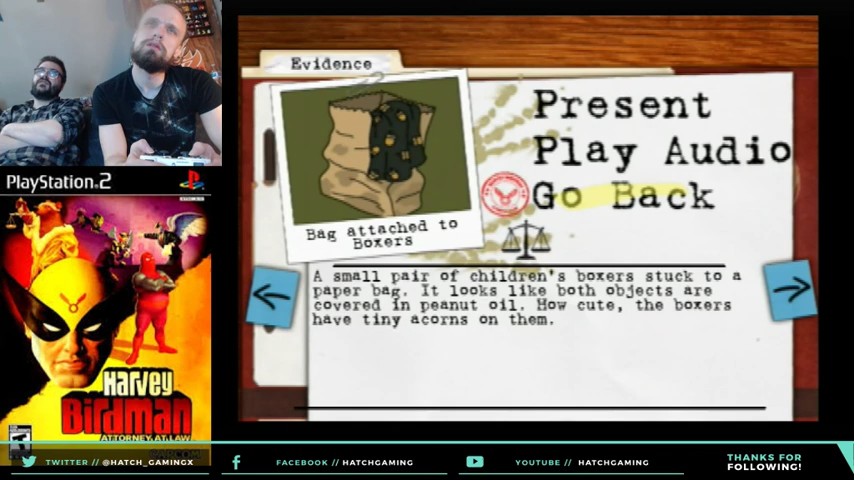 Evidence
Present
Play Audio
Go Back
Bag attached to
Boxers
A small pair of children's boxers stuck to a
paper bag. It looks like both objects are
covered in peanut oil. How cute, the boxers
have tiny acorns on them.
PlayStation.2
HARVEY
BIRDMAN
ATTORNEY AT LAW
CAPCOM
TWITTER // @HATCH_GAMINGX
FACEBOOK // HATCHGAMING
YOUTUBE // HATCHGAMING
THANKS FOR
FOLLOWING!